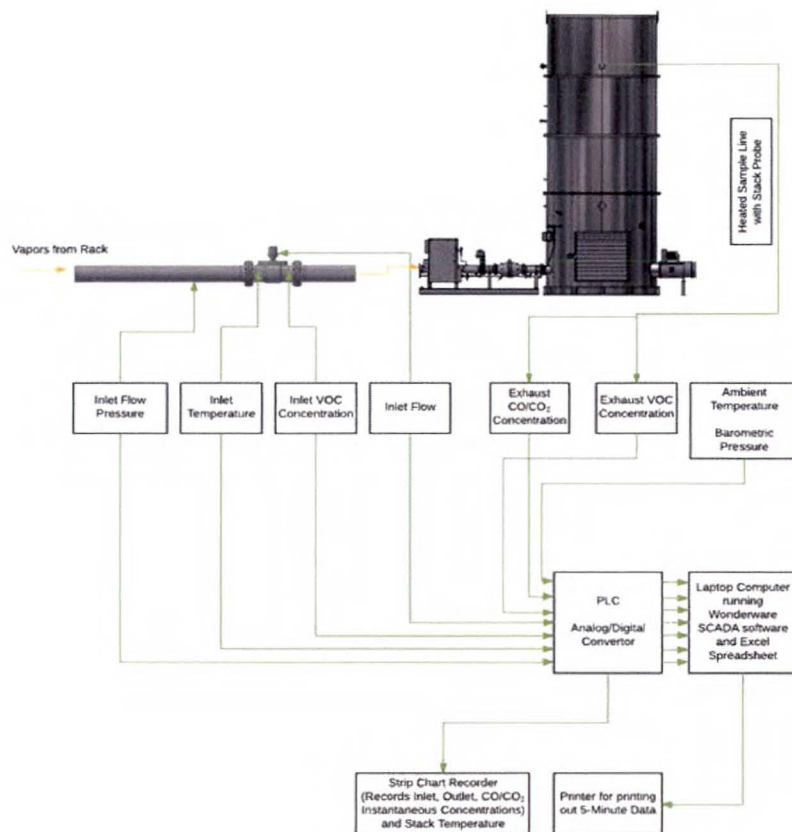 Heated Sample Line
with Stack Probe
Vapors from Rack
Inlet Flow
Pressure
Inlet
Temperature
Inlet VOC
Concentration
Inlet Flow
Exhaust
CO/CO₂
Concentration
Exhaust VOC
Concentration
Ambient
Temperature
Barometric
Pressure
PLC
Analog/Digital
Convertor
Laptop Computer
running
Wonderware
SCADA software
and Excel
Spreadsheet
Strip Chart Recorder
(Records Inlet, Outlet, CO/CO₂
Instantaneous Concentrations)
and Stack Temperature
Printer for printing
out 5-Minute Data